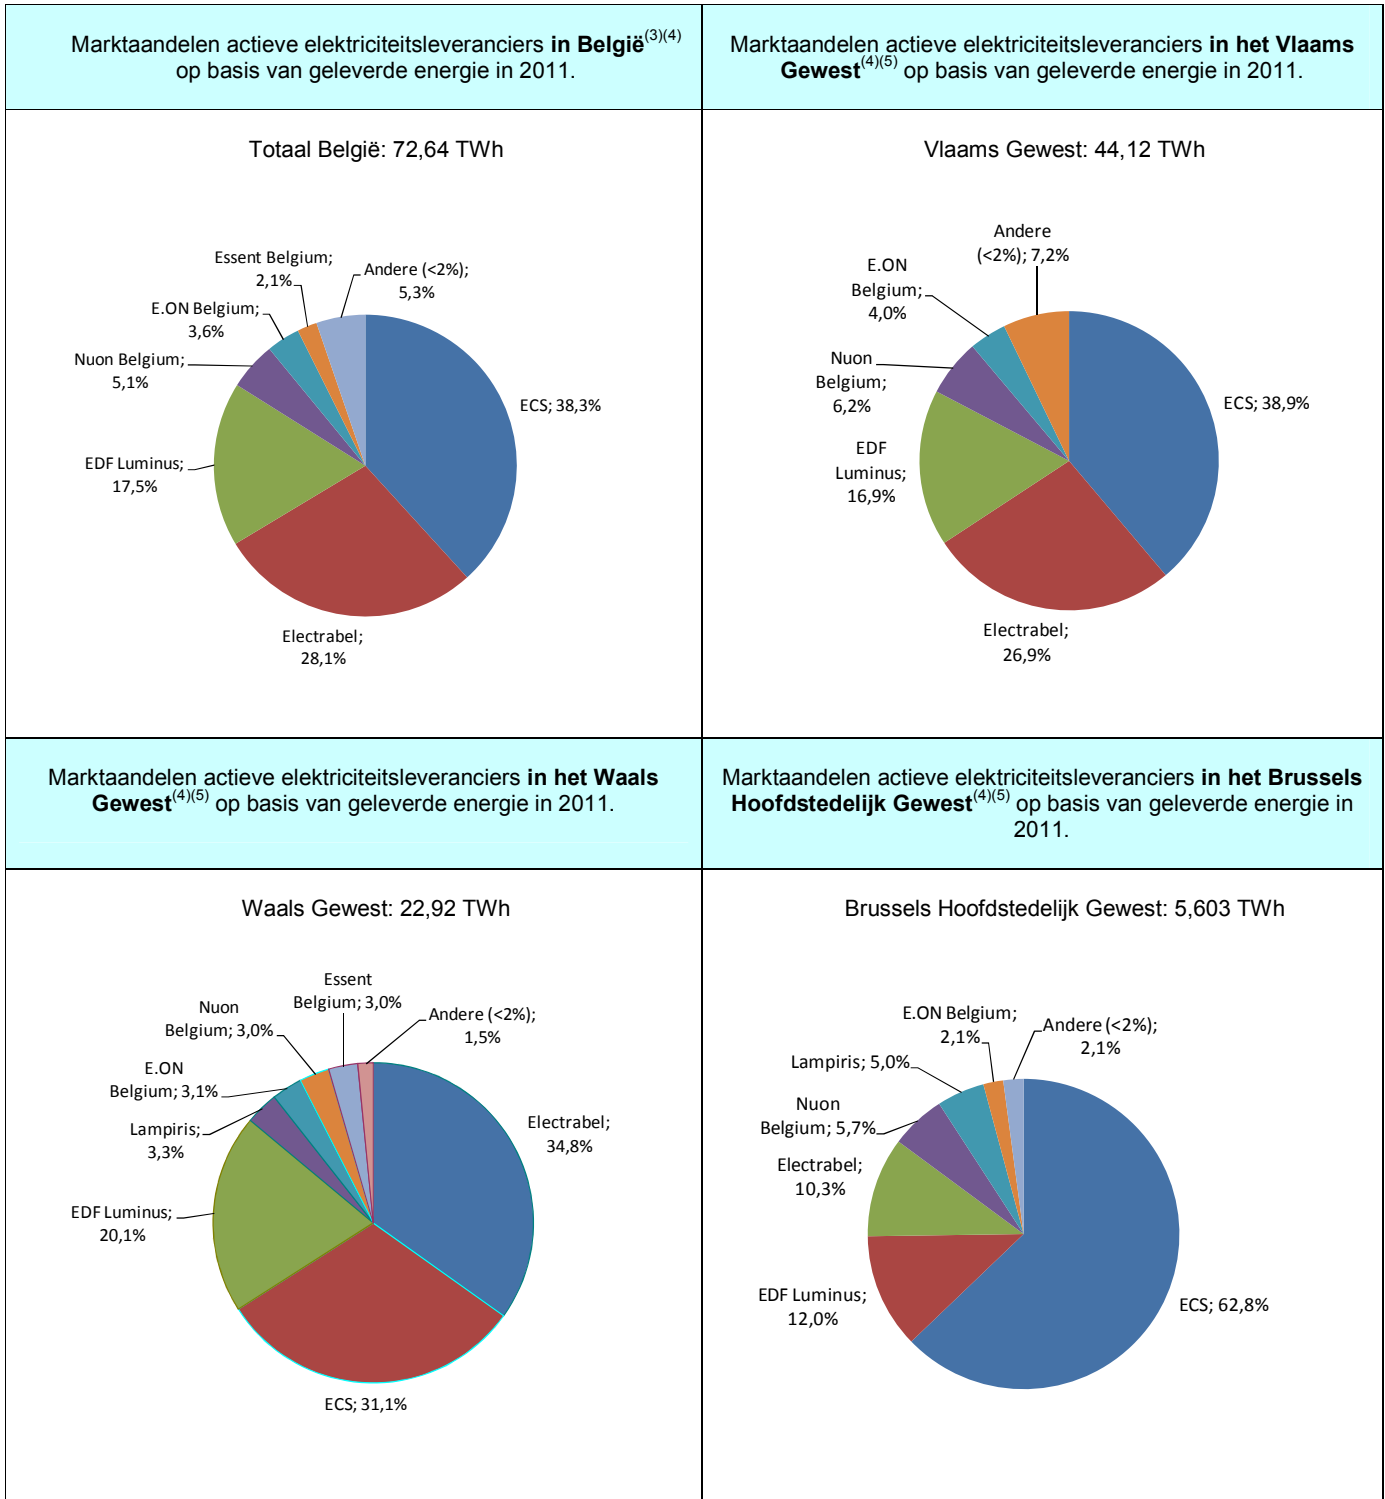 Marktaandelen actieve elektriciteitsleveranciers in België(3)(4)
op basis van geleverde energie in 2011.
Marktaandelen actieve elektriciteitsleveranciers in het Vlaams
Gewest(4)(5) op basis van geleverde energie in 2011.
Totaal België: 72,64 TWh
Essent Belgium;
2,1%
Andere (<2%);
5,3%
E.ON Belgium;
3,6%
Nuon Belgium;
5,1%
ECS; 38,3%
EDF Luminus;
17,5%
Electrabel;
28,1%
Vlaams Gewest: 44,12 TWh
Andere
(<2%); 7,2%
E.ON
Belgium;
4,0%
Nuon
Belgium;
6,2%
ECS; 38,9%
EDF
Luminus;
16,9%
Electrabel;
26,9%
Marktaandelen actieve elektriciteitsleveranciers in het Waals
Gewest(4)(5) op basis van geleverde energie in 2011.
Marktaandelen actieve elektriciteitsleveranciers in het Brussels
Hoofdstedelijk Gewest(4)(5) op basis van geleverde energie in
2011.
Waals Gewest: 22,92 TWh
Essent
Belgium; 3,0%
Nuon
Belgium; 3,0%
Andere (<2%);
1,5%
E.ON
Belgium; 3,1%
Lampiris;
3,3%
Electrabel;
34,8%
EDF Luminus;
20,1%
ECS; 31,1%
Brussels Hoofdstedelijk Gewest: 5,603 TWh
E.ON Belgium;
2,1%
Andere (<2%);
2,1%
Lampiris; 5,0%
Nuon
Belgium; 5,7%
Electrabel;
10,3%
EDF Luminus;
12,0%
ECS; 62,8%